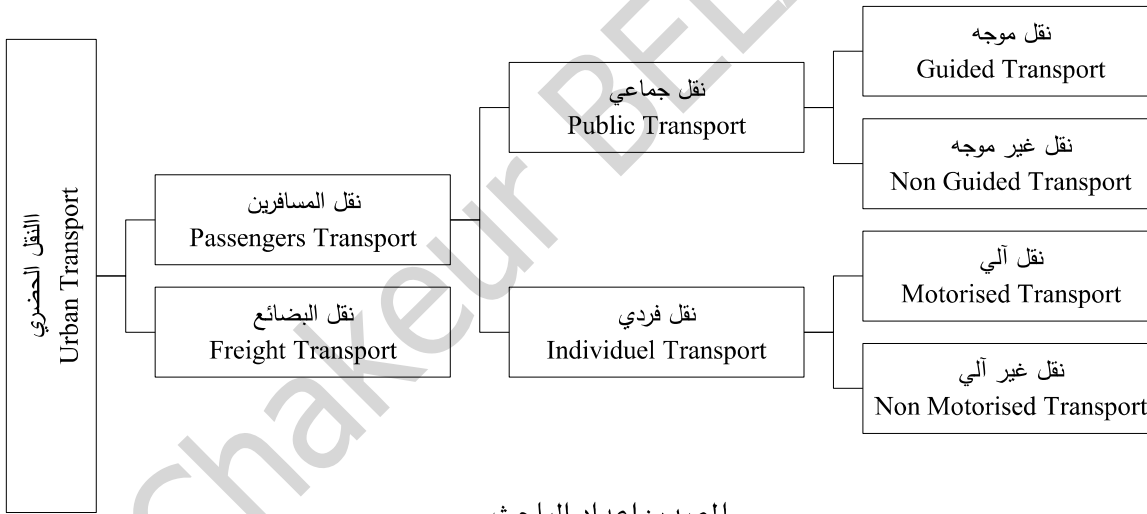 االنقل الحضري
Urban Transport
نقل المسافرين
Passengers Transport
نقل البضائع
Freight Transport
نقل جماعي
Public Transport
نقل فردي
Individuel Transport
نقل موجه
Guided Transport
نقل غير موجه
Non Guided Transport
نقل آلي
Motorised Transport
نقل غير آلي
Non Motorised Transport
Chakeur